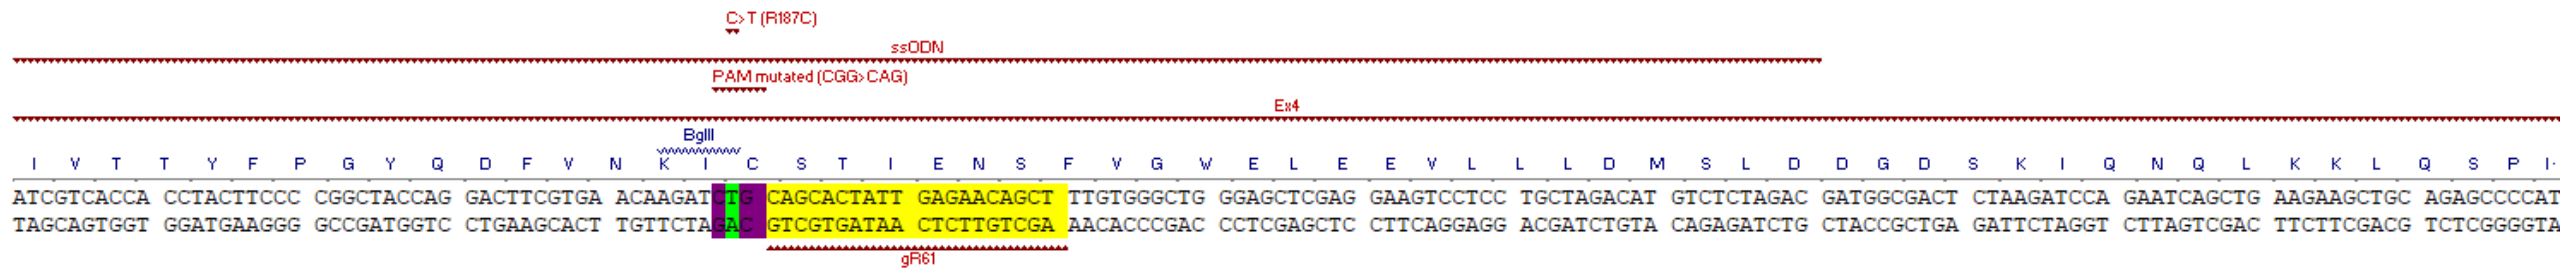 C>T (R187C)
ssODN
PAM mutated (CGG>CAG)
Ex4
BglII
I V T T Y F P G Y Q D F V N K I C S T I E N S F V G W E L E E V L L L D M S L D D G D S K I Q N Q L K K L Q S P I
ATCGTCACCA CCTACTTCCC CGGCTACCAG GACTTCGTGA ACAAGATCTG CAGCACTATT GAGAACAGCT TTGTGGGCTG GGAGCTCGAG GAAGTCCTCC TGCTAGACAT GTCTCTAGAC GATGGCGACT CTAAGATCCA GAATCAGCTG AAGAAGCTGC AGAGCCCCAT
TAGCAGTGGT GGATGAAGGG GCCGATGGTC CTGAAGCACT TGTTCTAGAC GTCGTGATAA CTCTTGTCGA AACACCCGAC CCTCGAGCTC CTTCAGGAGG ACGATCTGTA CAGAGATCTG CTACCGCTGA GATTCTAGGT CTTAGTCGAC TTCTTCGACG TCTCGGGGTA
gR61